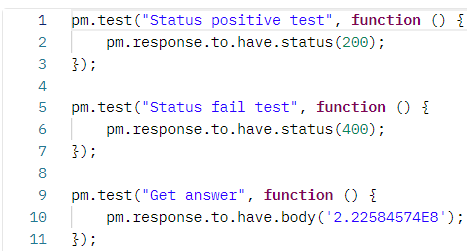 1 pm.test("Status positive test", function () {
2 pm.response.to.have.status(200);
3 });
4
5 pm.test("Status fail test", function () {
6 pm.response.to.have.status(400);
7 });
8
9 pm.test("Get answer", function () {
10 pm.response.to.have.body('2.22584574E8');
11 });